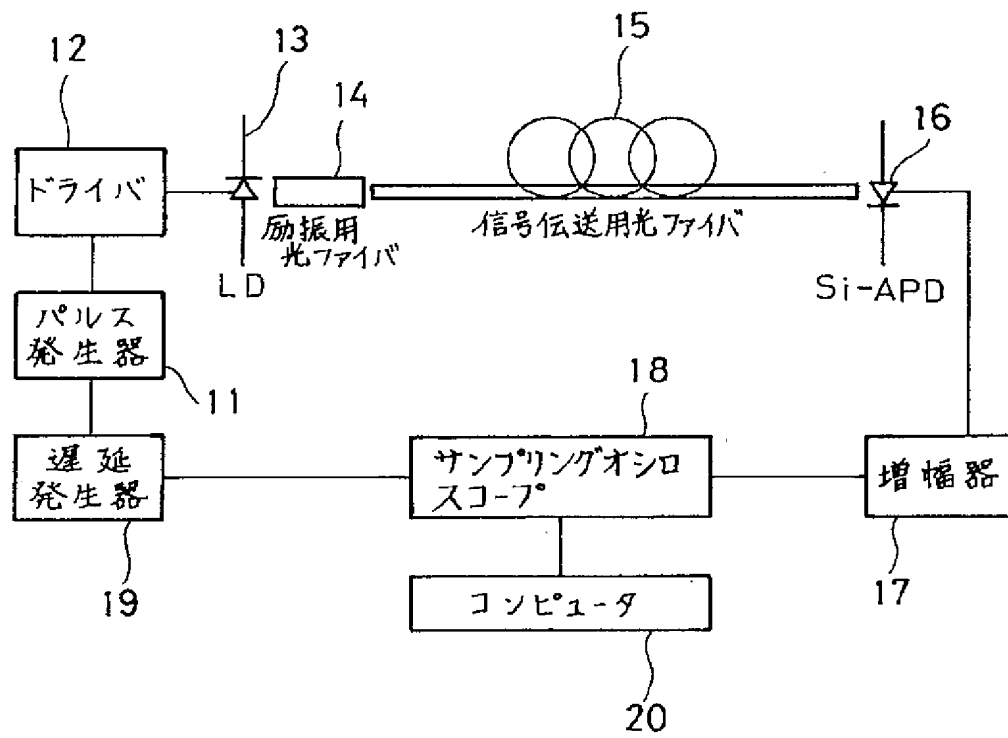 12
13
14
15
16
ドライバ
励振用
光ファイバ
信号伝送用光ファイバ
LD
Si-APD
パルス
発生器
11
18
遅延
発生器
サンプリングオシロ
スコープ
増幅器
19
17
コンピュータ
20